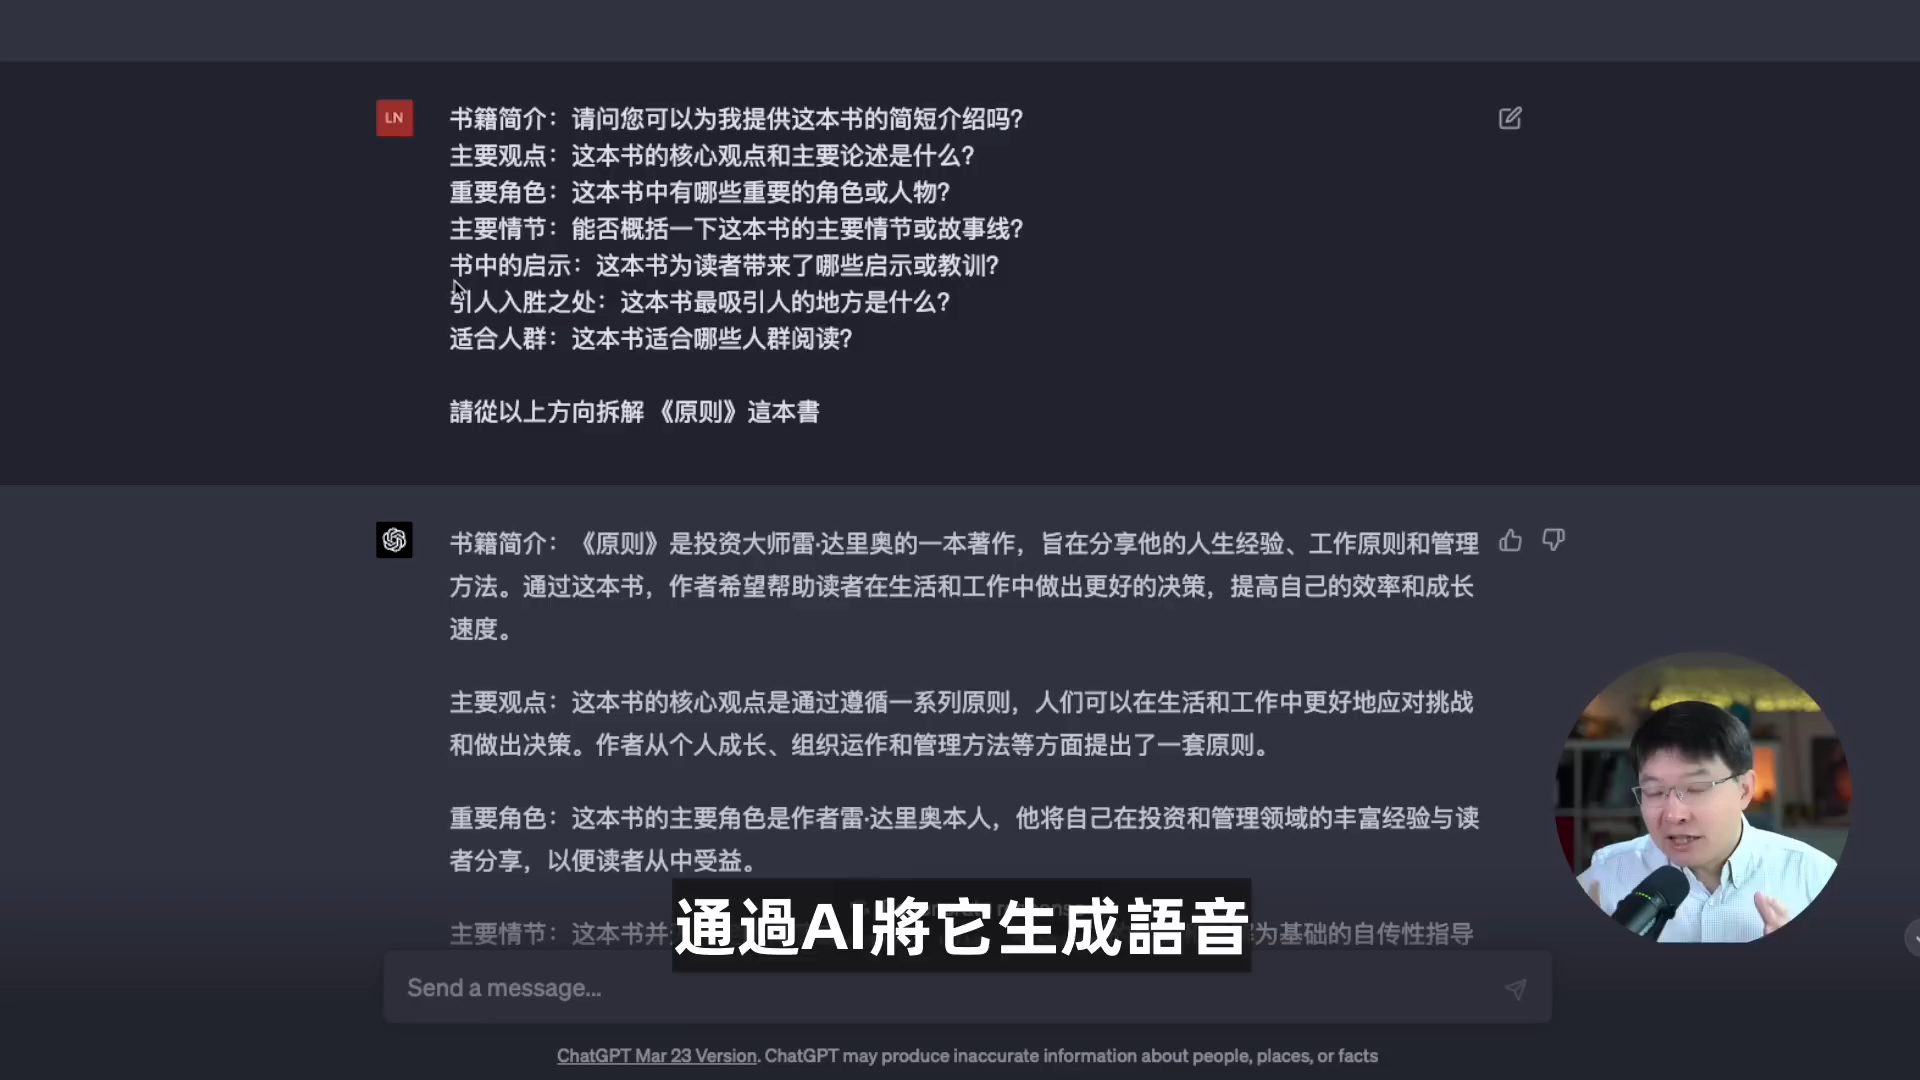 LN
书籍简介：请问您可以为我提供这本书的简短介绍吗？
主要观点：这本书的核心观点和主要论述是什么？
重要角色：这本书中有哪些重要的角色或人物？
主要情节：能否概括一下这本书的主要情节或故事线？
书中的启示：这本书为读者带来了哪些启示或教训？
引人入胜之处：这本书最吸引人的地方是什么？
适合人群：这本书适合哪些人群阅读？
請從以上方向拆解 《原则》這本書
书籍简介：《原则》是投资大师雷·达里奥的一本著作，旨在分享他的人生经验、工作原则和管理
方法。通过这本书，作者希望帮助读者在生活和工作中做出更好的决策，提高自己的效率和成长
速度。
主要观点：这本书的核心观点是通过遵循一系列原则，人们可以在生活和工作中更好地应对挑战
和做出决策。作者从个人成长、组织运作和管理方法等方面提出了一套原则。
重要角色：这本书的主要角色是作者雷·达里奥本人，他将自己在投资和管理领域的丰富经验与读
者分享，以便读者从中受益。
主要情节：这本书并 为基础的自传性指导
通過AI將它生成語音
Send a message...
ChatGPT Mar 23 Version. ChatGPT may produce inaccurate information about people, places, or facts